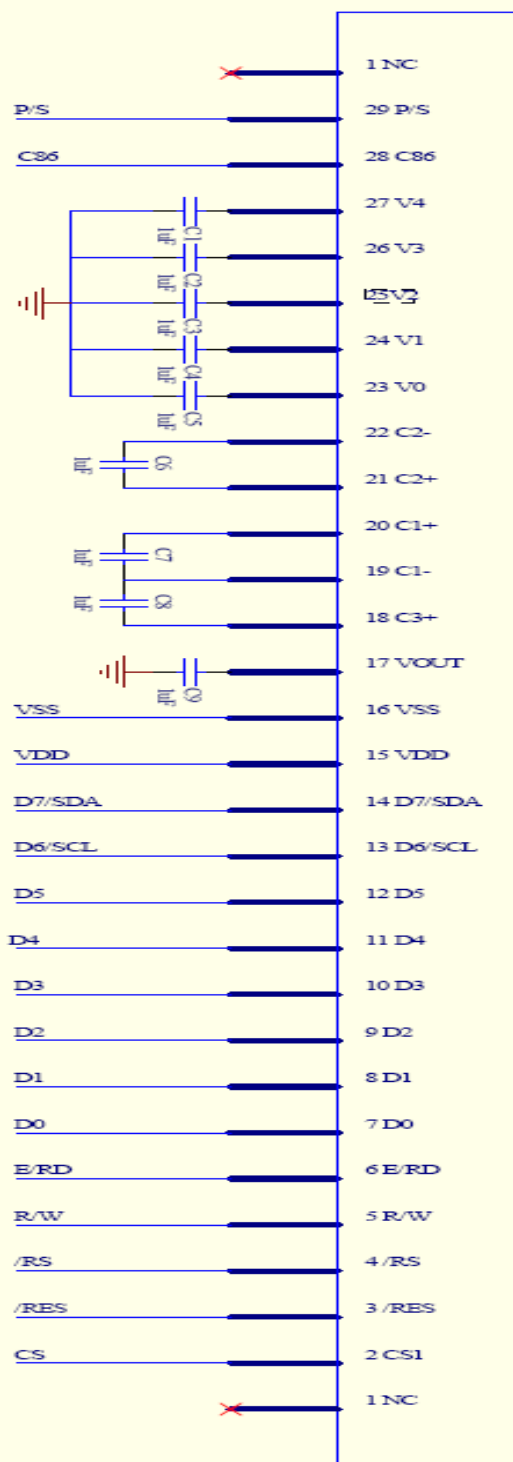 1 NC
P/S 29 P/S
C86 28 C86
27 V4
C1 1uF
26 V3
C2 1uF
25 V2
C3 1uF
24 V1
C4 1uF
23 V0
C5 1uF
22 C2-
C6 1uF
21 C2+
20 C1+
C7 1uF
19 C1-
C8 1uF
18 C3+
17 VOUT
C9 1uF
VSS 16 VSS
VDD 15 VDD
D7/SDA 14 D7/SDA
D6/SCL 13 D6/SCL
D5 12 D5
D4 11 D4
D3 10 D3
D2 9 D2
D1 8 D1
D0 7 D0
E/RD 6 E/RD
R/W 5 R/W
/RS 4 /RS
/RES 3 /RES
CS 2 CS1
1 NC